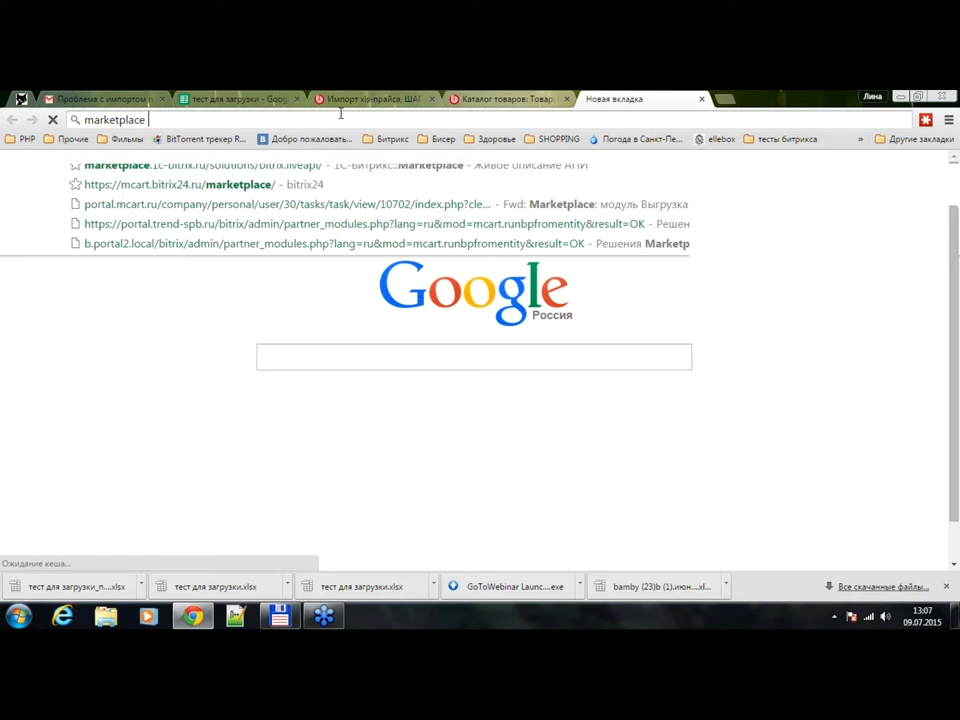 Проблема с импортом п
тест для загрузки - Goog
Импорт xls-прайса, ША
Каталог товаров: Товар
Новая вкладка
Лина
marketplace
PHP
Прочие
Фильмы
BitTorrent трекер R...
Добро пожаловать...
Битрикс
Бисер
Здоровье
SHOPPING
Погода в Санкт-Пе...
ellebox
тесты битрикса
»
Другие закладки
marketplace.1c-bitrix.ru/solutions/bitrix.liveapi/ - 1С-Битрикс::Marketplace - Живое описание АПИ
https://mcart.bitrix24.ru/marketplace/ - bitrix24
portal.mcart.ru/company/personal/user/30/tasks/task/view/10702/index.php?cle... - Fwd: Marketplace: модуль Выгрузка
https://portal.trend-spb.ru/bitrix/admin/partner_modules.php?lang=ru&mod=mcart.runbpfromentity&result=OK - Решен
b.portal2.local/bitrix/admin/partner_modules.php?lang=ru&mod=mcart.runbpfromentity&result=OK - Решения Marketp
Google
Россия
Ожидание кеша...
тест для загрузки_п....xlsx
тест для загрузки.xlsx
тест для загрузки.xlsx
GoToWebinar Launc....exe
bamby (23)b (1).июн....xl...
Все скачанные файлы...
13:07
09.07.2015